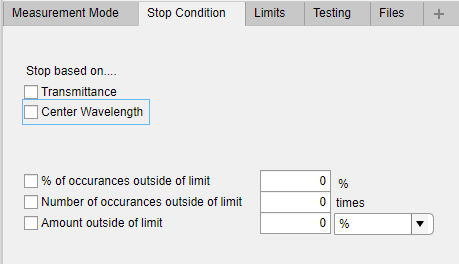 Measurement Mode Stop Condition Limits Testing Files +
Stop based on....
Transmittance
Center Wavelength
% of occurances outside of limit 0 %
Number of occurances outside of limit 0 times
Amount outside of limit 0 %